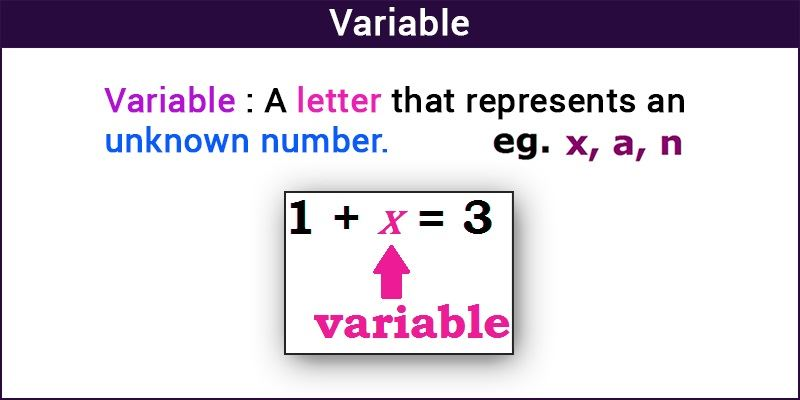 Variable
Variable : A letter that represents an
unknown number. eg. x, a, n
1 + x = 3
variable